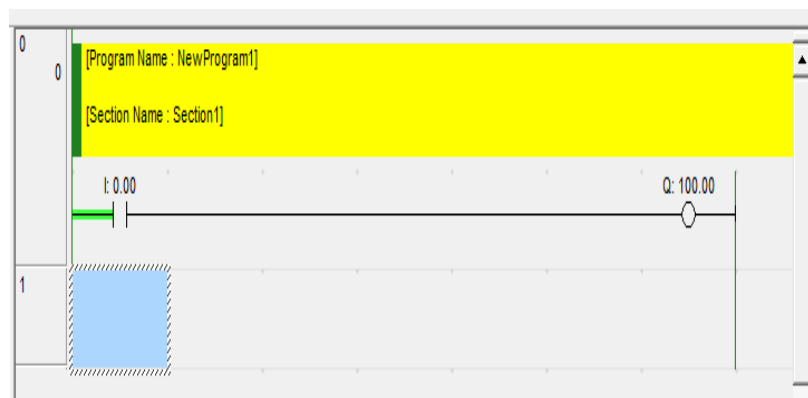 0
0
[Program Name : NewProgram1]
[Section Name : Section1]
I: 0.00
Q: 100.00
1